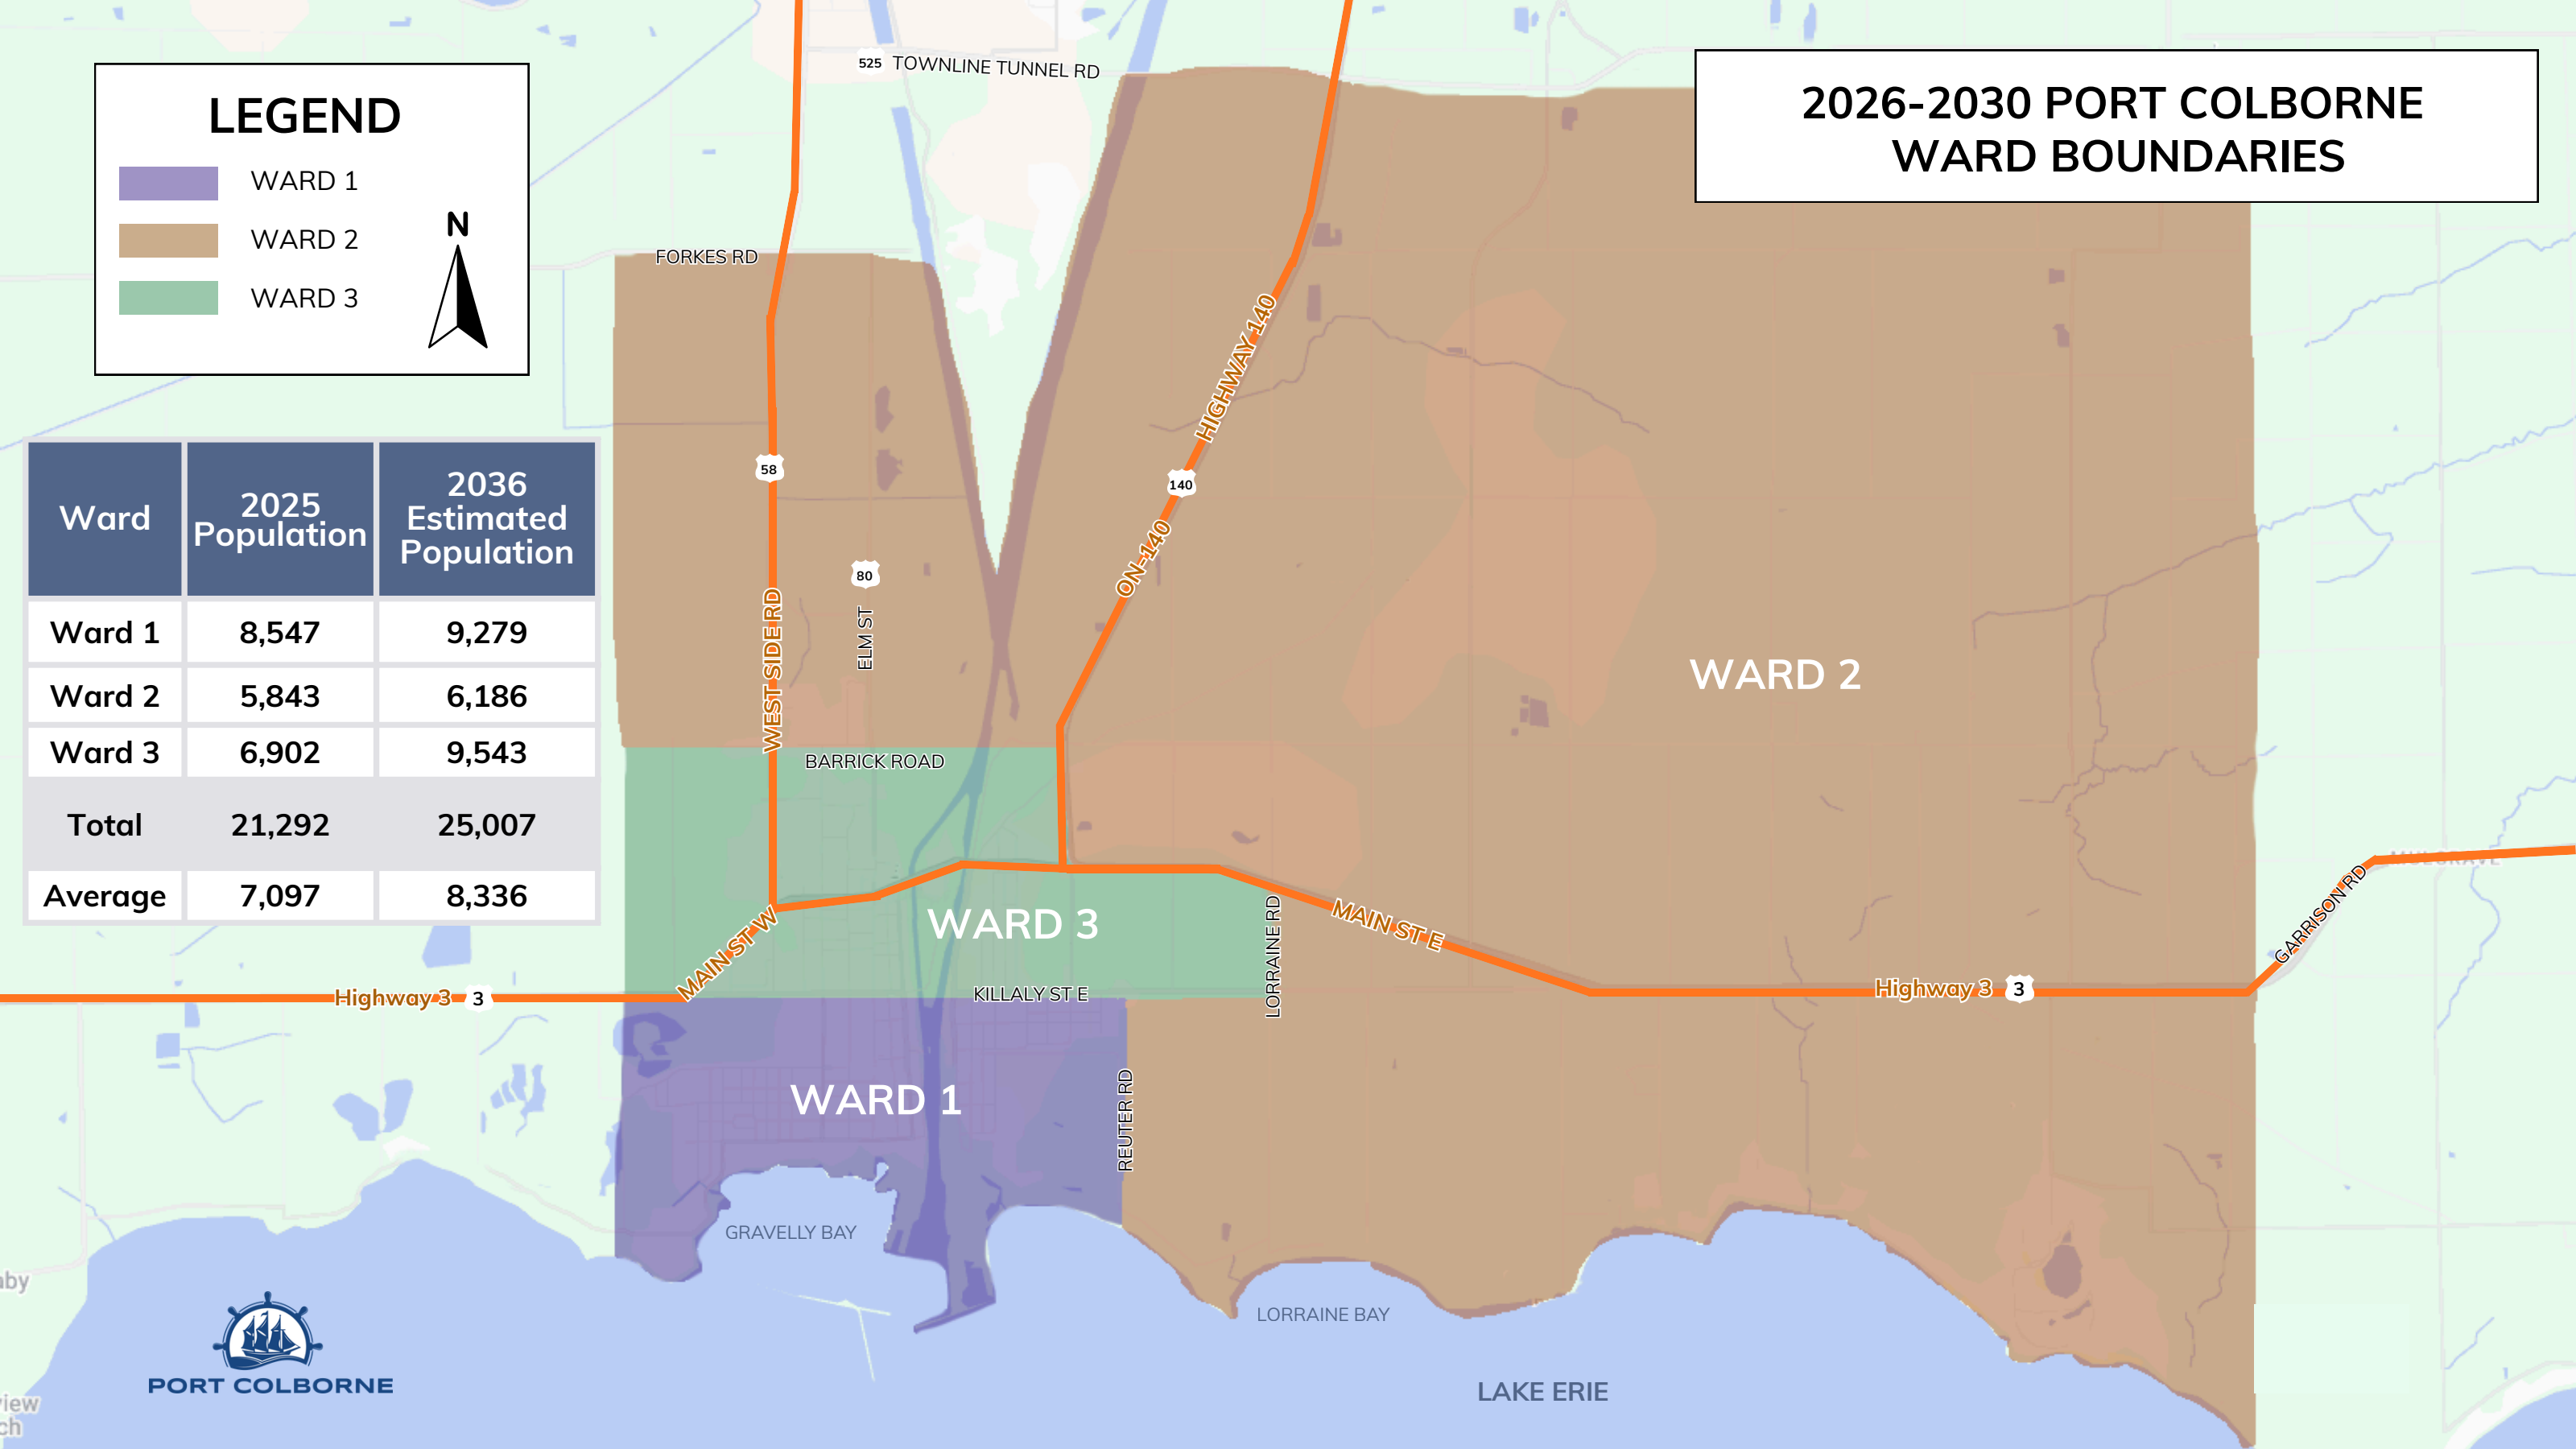 525 TOWNLINE TUNNEL RD
2026-2030 PORT COLBORNE
WARD BOUNDARIES
LEGEND
WARD 1
WARD 2
WARD 3
N
FORKES RD
HIGHWAY 140
140
ON-140
58
80
ELM ST
WEST SIDE RD
Ward 2025 Population 2036 Estimated Population
Ward 1 8,547 9,279
Ward 2 5,843 6,186
Ward 3 6,902 9,543
Total 21,292 25,007
Average 7,097 8,336
WARD 2
BARRICK ROAD
MULGRAVE
GARRISON RD
WARD 3
MAIN ST W
MAIN ST E
LORRAINE RD
Highway 3 3
KILLALY ST E
Highway 3 3
WARD 1
REUTER RD
GRAVELLY BAY
LORRAINE BAY
LAKE ERIE
PORT COLBORNE